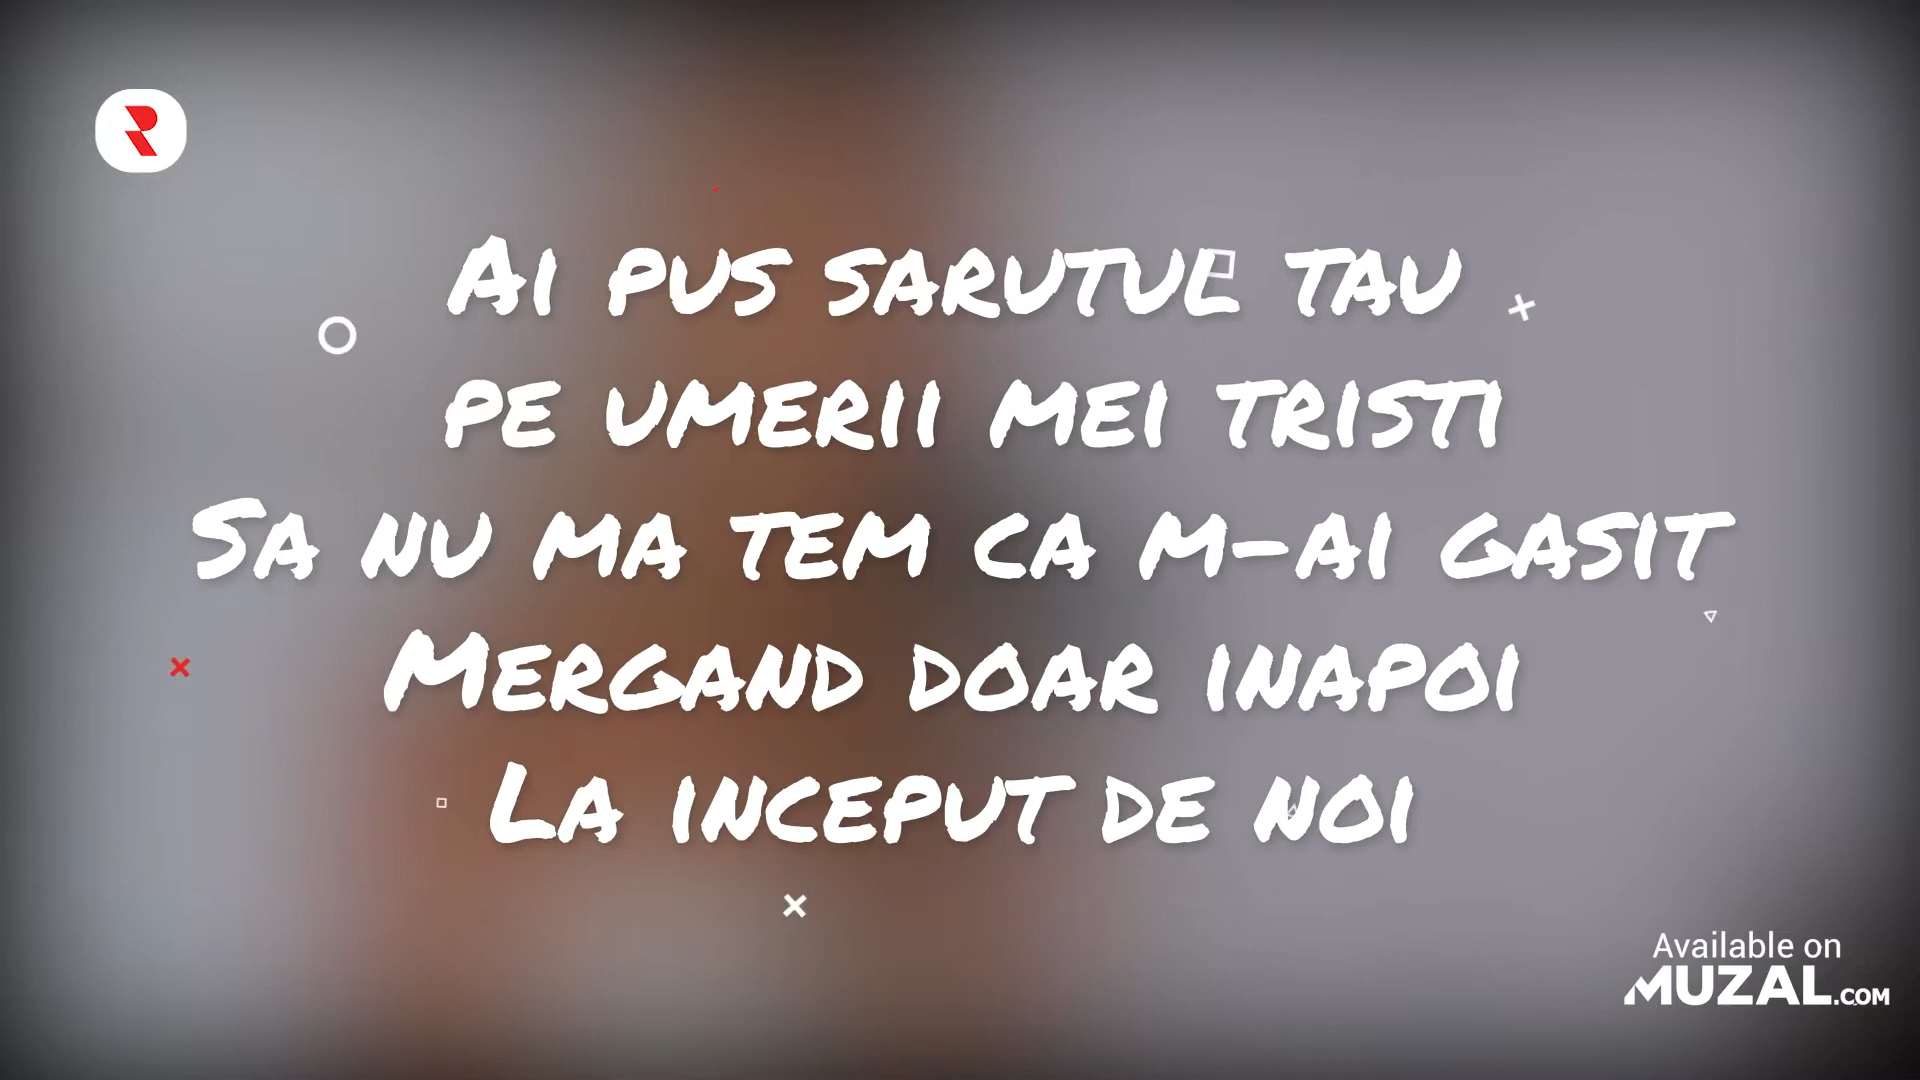 R
Ai pus sarutul tau
pe umerii mei tristi
Sa nu ma tem ca m-ai gasit
Mergand doar inapoi
La inceput de noi
Available on
MUZAL.COM